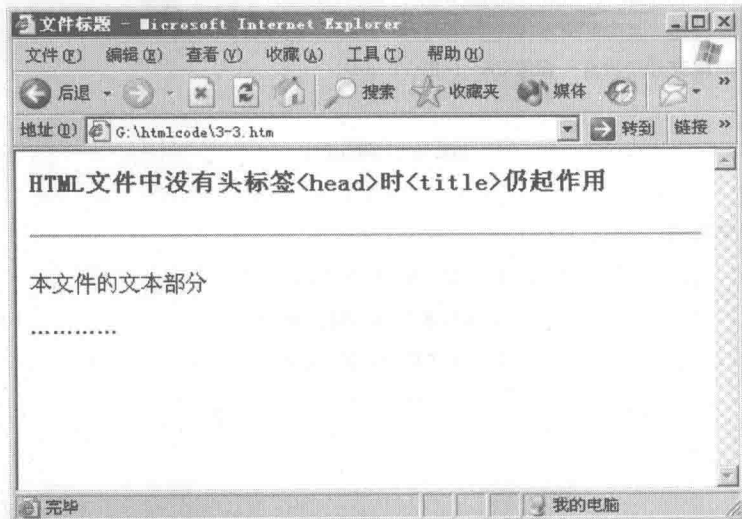 文件标题 - Microsoft Internet Explorer
文件(F) 编辑(E) 查看(V) 收藏(A) 工具(T) 帮助(H)
后退 搜索 收藏夹 媒体 »
地址(D) G:\htmlcode\3-3.htm 转到 链接 »
HTML文件中没有头标签<head>时<title>仍起作用
本文件的文本部分
…………
完毕 我的电脑